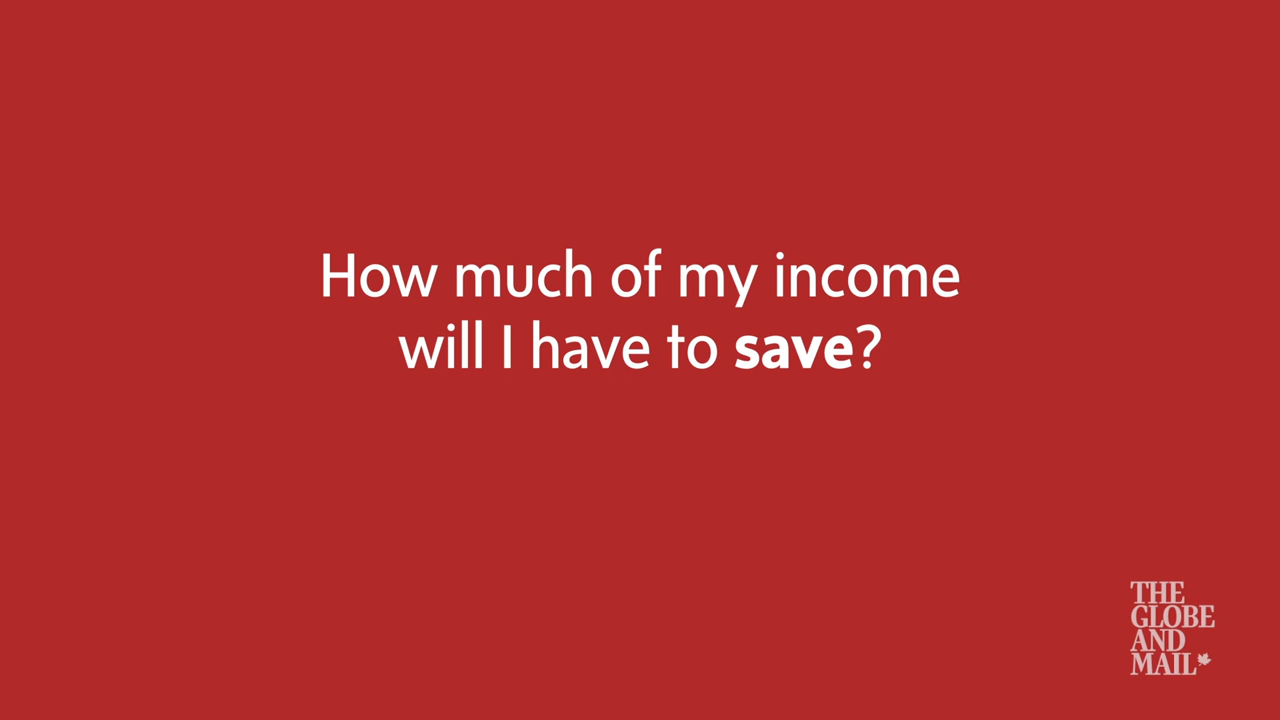 How much of my income
will I have to save?
THE
GLOBE
AND
MAIL